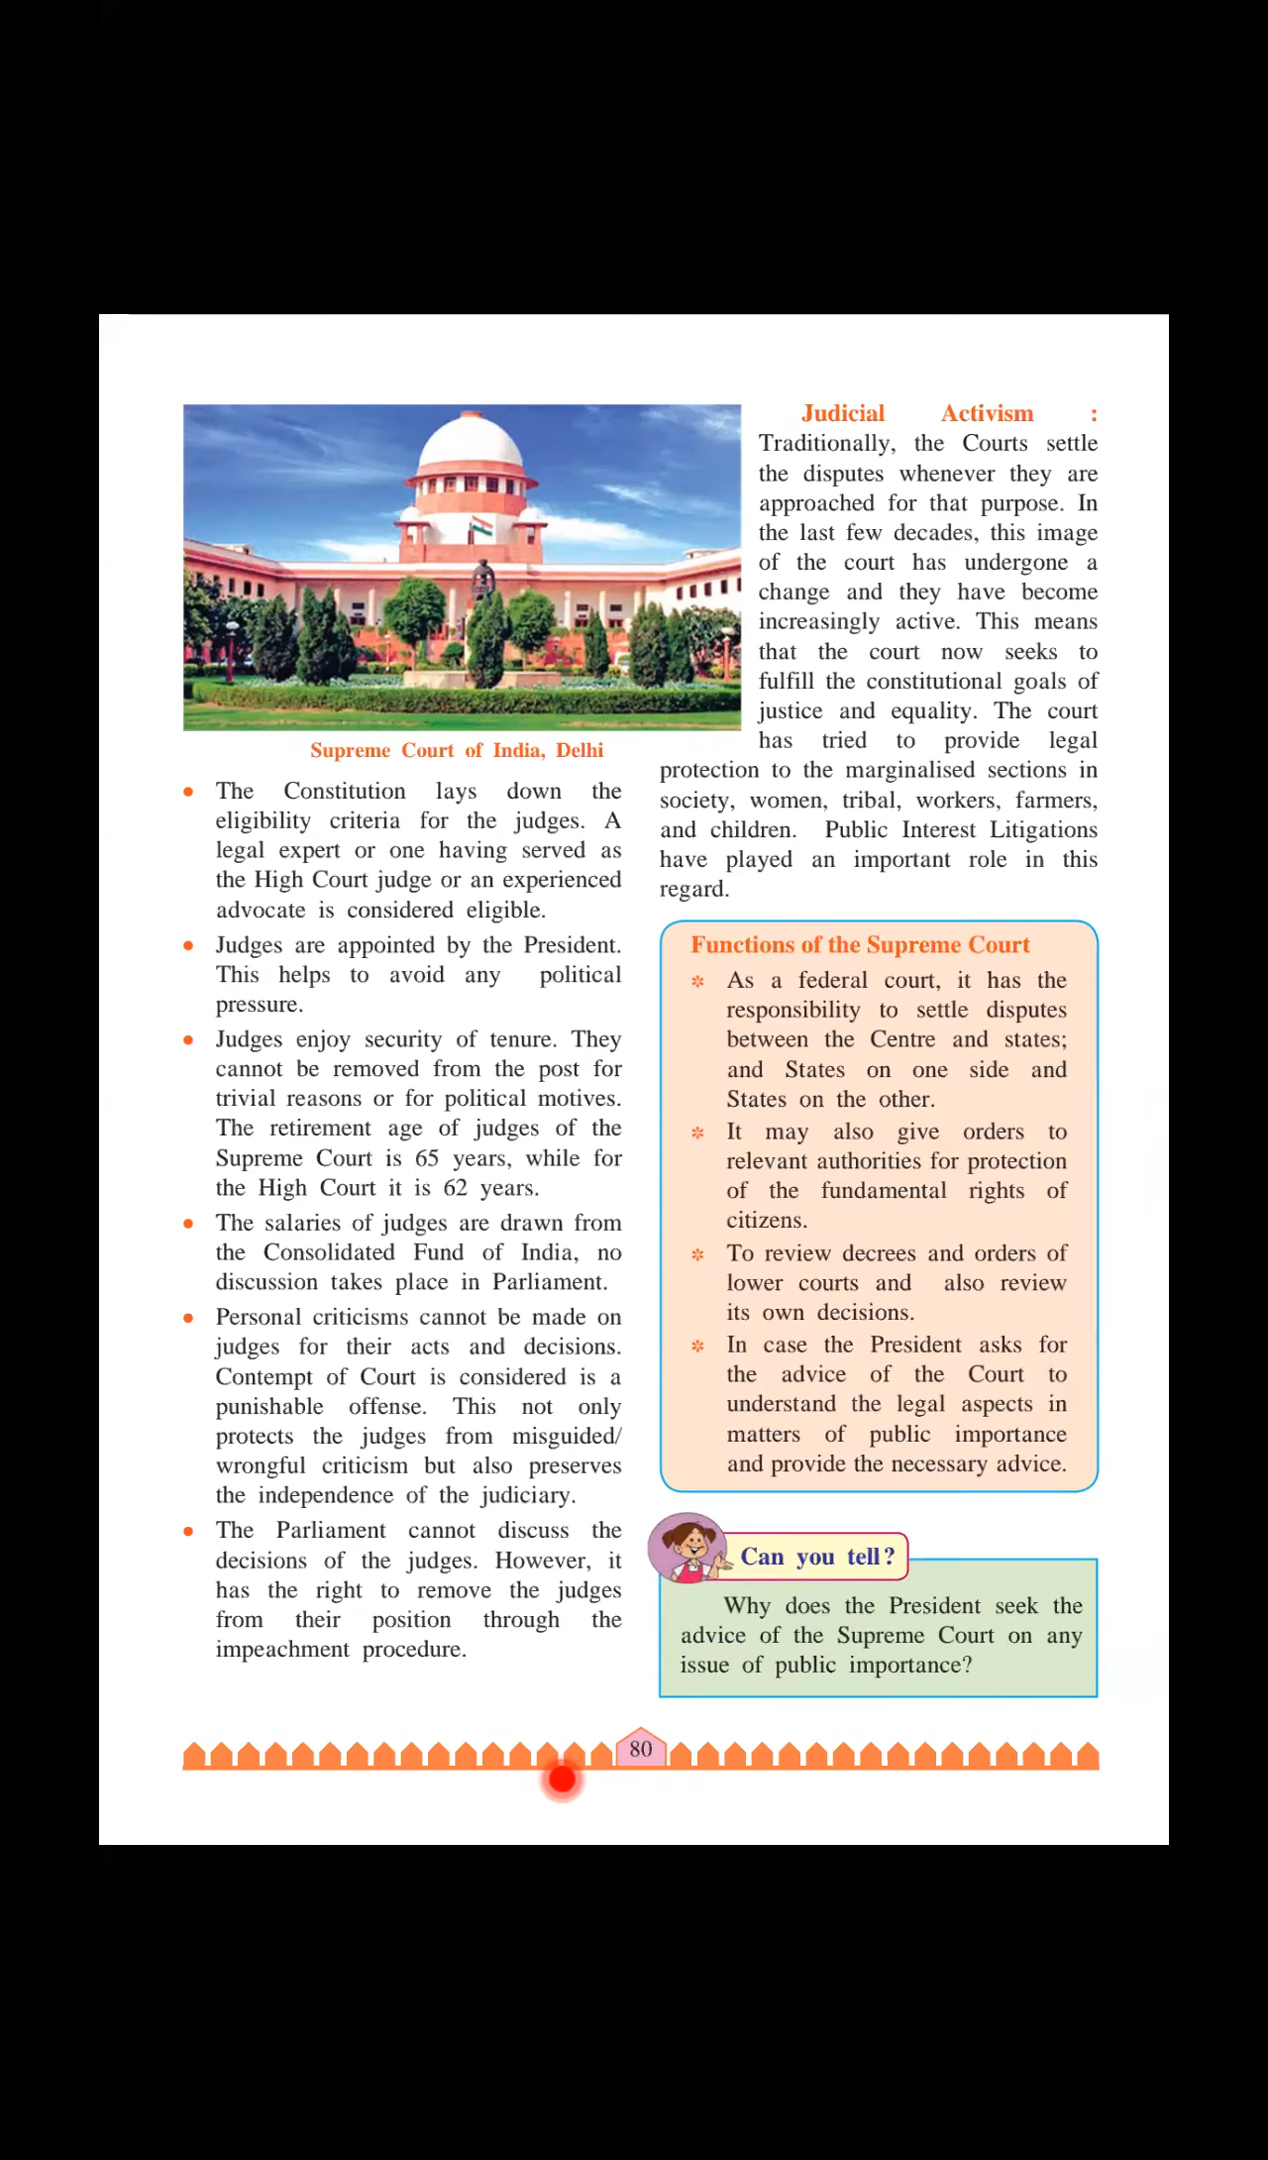 Supreme Court of India, Delhi
• The Constitution lays down the
eligibility criteria for the judges. A
legal expert or one having served as
the High Court judge or an experienced
advocate is considered eligible.
• Judges are appointed by the President.
This helps to avoid any political
pressure.
• Judges enjoy security of tenure. They
cannot be removed from the post for
trivial reasons or for political motives.
The retirement age of judges of the
Supreme Court is 65 years, while for
the High Court it is 62 years.
• The salaries of judges are drawn from
the Consolidated Fund of India, no
discussion takes place in Parliament.
• Personal criticisms cannot be made on
judges for their acts and decisions.
Contempt of Court is considered is a
punishable offense. This not only
protects the judges from misguided/
wrongful criticism but also preserves
the independence of the judiciary.
• The Parliament cannot discuss the
decisions of the judges. However, it
has the right to remove the judges
from their position through the
impeachment procedure.
Judicial Activism :
Traditionally, the Courts settle
the disputes whenever they are
approached for that purpose. In
the last few decades, this image
of the court has undergone a
change and they have become
increasingly active. This means
that the court now seeks to
fulfill the constitutional goals of
justice and equality. The court
has tried to provide legal
protection to the marginalised sections in
society, women, tribal, workers, farmers,
and children. Public Interest Litigations
have played an important role in this
regard.
Functions of the Supreme Court
* As a federal court, it has the
responsibility to settle disputes
between the Centre and states;
and States on one side and
States on the other.
* It may also give orders to
relevant authorities for protection
of the fundamental rights of
citizens.
* To review decrees and orders of
lower courts and also review
its own decisions.
* In case the President asks for
the advice of the Court to
understand the legal aspects in
matters of public importance
and provide the necessary advice.
Can you tell?
Why does the President seek the
advice of the Supreme Court on any
issue of public importance?
80